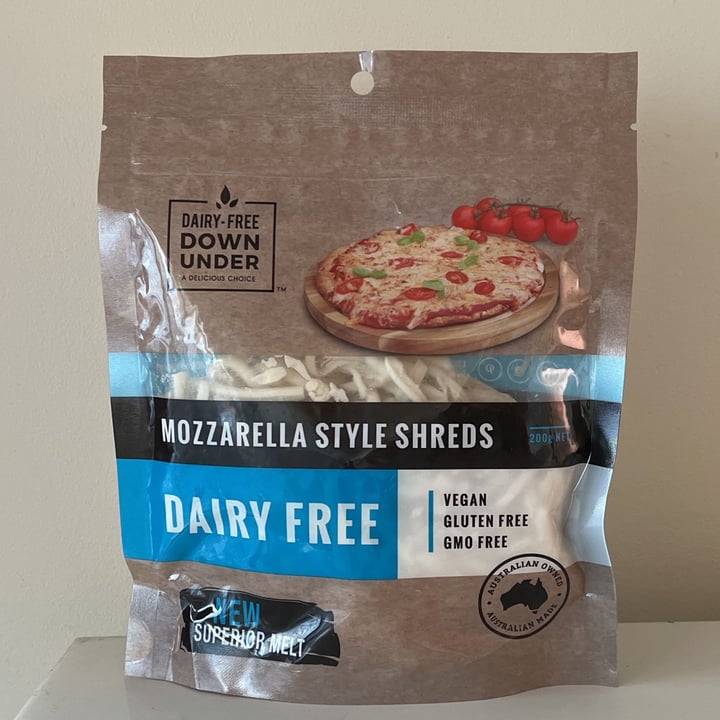 DAIRY-FREE
DOWN
UNDER
A DELICIOUS CHOICE
TM
MOZZARELLA STYLE SHREDS
200g NET
DAIRY FREE
VEGAN
GLUTEN FREE
GMO FREE
AUSTRALIAN OWNED
AUSTRALIAN MADE
NEW
SUPERIOR MELT